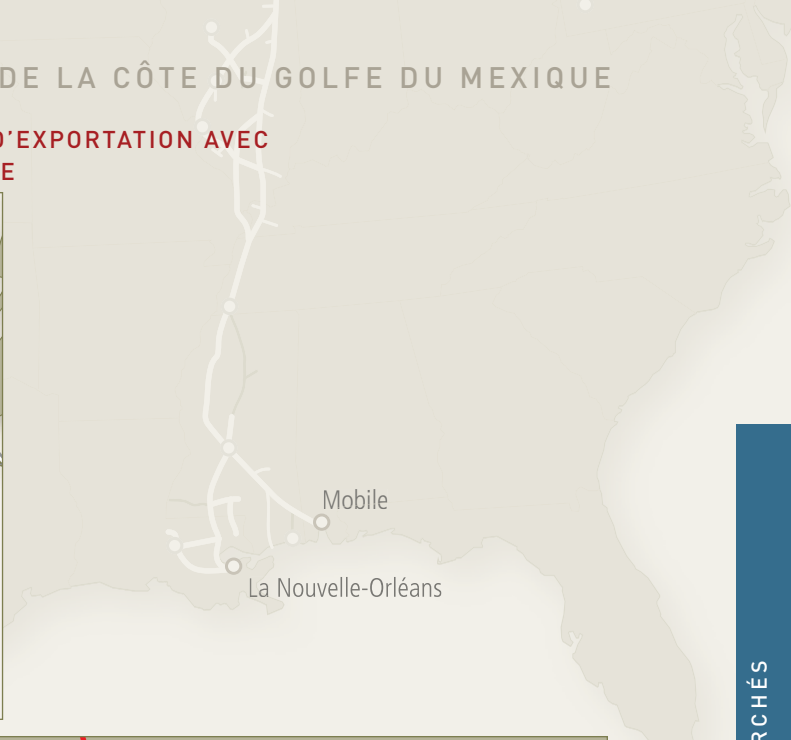 DE LA CÔTE DU GOLFE DU MEXIQUE
D'EXPORTATION AVEC
E
Mobile
La Nouvelle-Orléans
RCHÉS